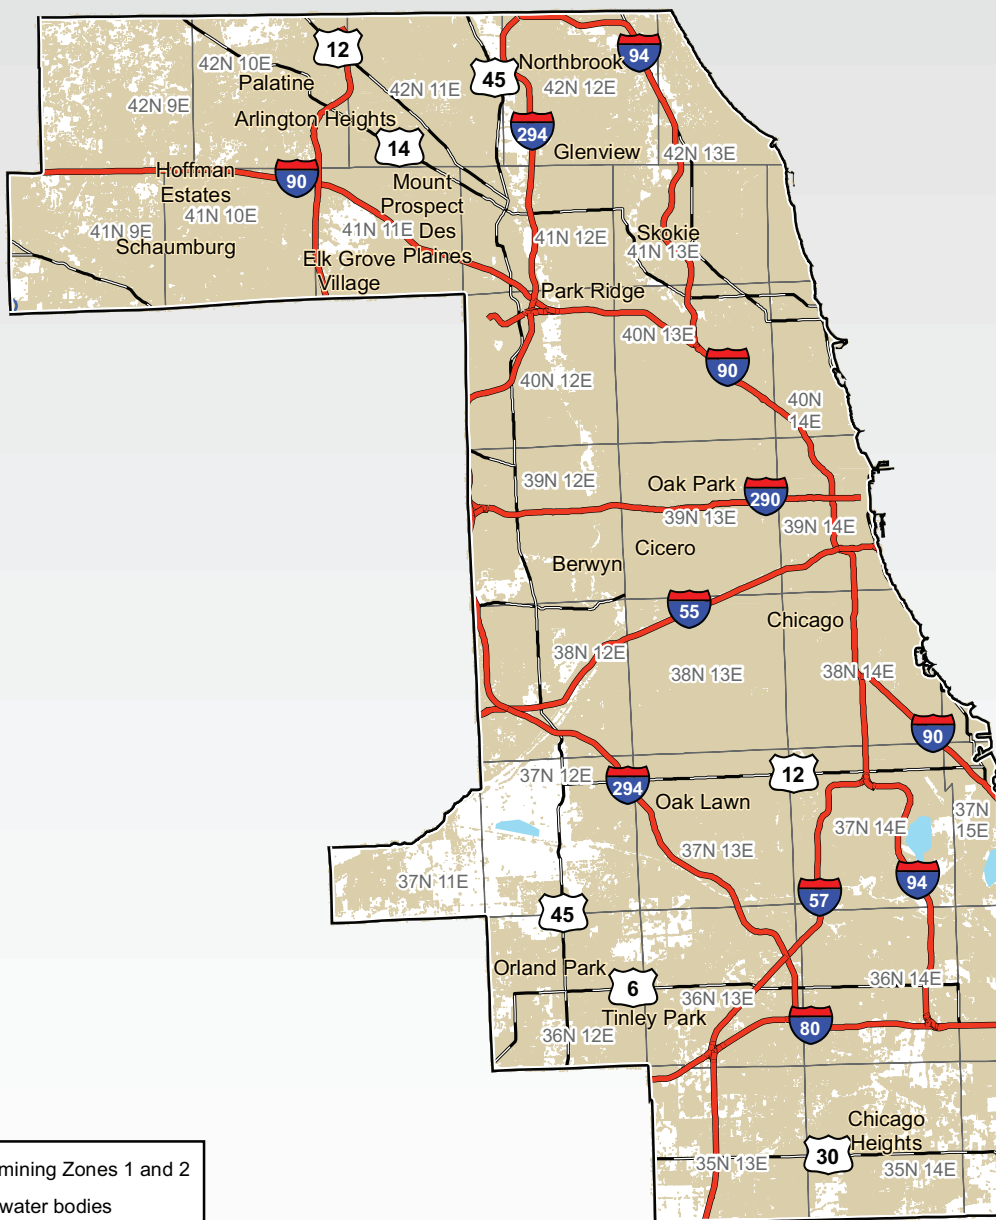 12
94
45
Northbrook
42N 10E
Palatine
42N 11E
42N 12E
42N 9E
Arlington Heights
294
14
Glenview
42N 13E
Hoffman
Estates
90
Mount
Prospect
41N 10E
41N 9E
Schaumburg
41N 11E
Des
Plaines
41N 12E
Skokie
41N 13E
Elk Grove
Village
Park Ridge
40N 13E
90
40N 12E
40N
14E
39N 12E
Oak Park
290
39N 13E
39N 14E
Cicero
Berwyn
55
Chicago
38N 12E
38N 13E
38N 14E
90
37N 12E
294
12
Oak Lawn
37N
15E
37N 14E
37N 13E
37N 11E
94
57
45
Orland Park
6
36N 14E
36N 13E
Tinley Park
36N 12E
80
Chicago
Heights
30
35N 13E
35N 14E
mining Zones 1 and 2
water bodies